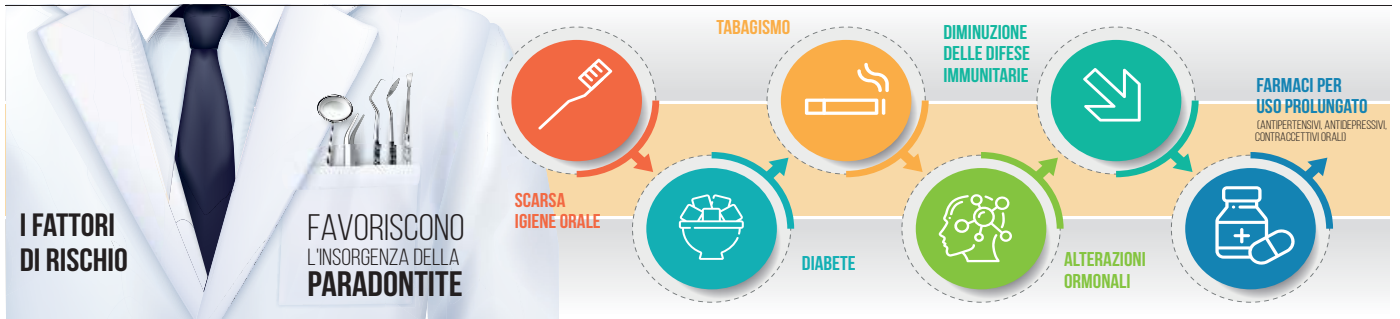 I FATTORI
DI RISCHIO
FAVORISCONO
L'INSORGENZA DELLA
PARADONTITE
SCARSA
IGIENE ORALE
DIABETE
TABAGISMO
ALTERAZIONI
ORMONALI
DIMINUZIONE
DELLE DIFESE
IMMUNITARIE
FARMACI PER
USO PROLUNGATO
(ANTIPERTENSIVI, ANTIDEPRESSIVI,
CONTRACCETTIVI ORALI)